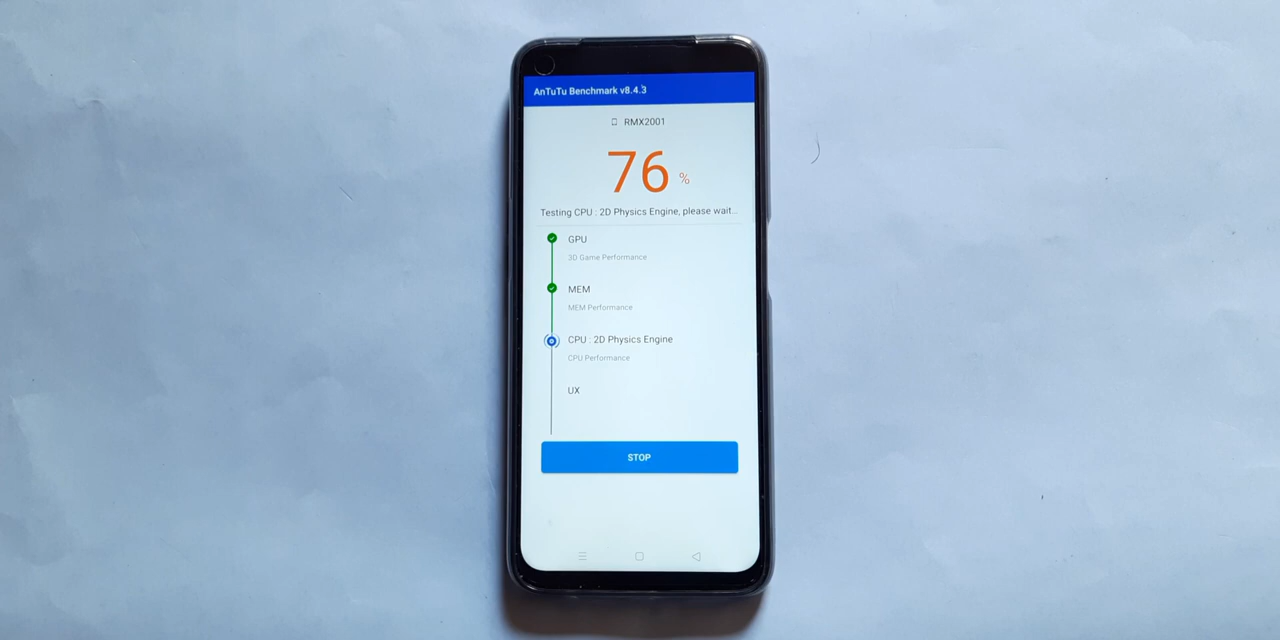 AnTuTu Benchmark v8.4.3
RMX2001
76 %
Testing CPU : 2D Physics Engine, please wait...
GPU
3D Game Performance
MEM
MEM Performance
CPU : 2D Physics Engine
CPU Performance
UX
STOP